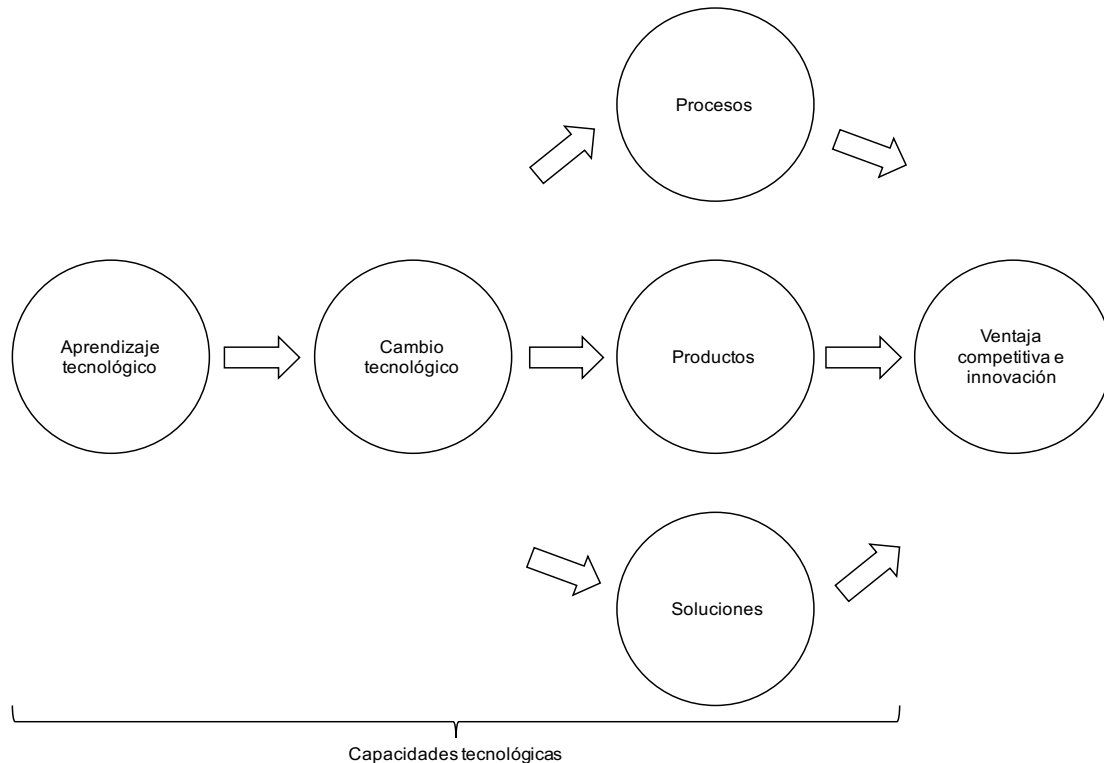 Procesos
Aprendizaje
tecnológico
Cambio
tecnológico
Productos
Ventaja
competitiva e
innovación
Soluciones
Capacidades tecnológicas